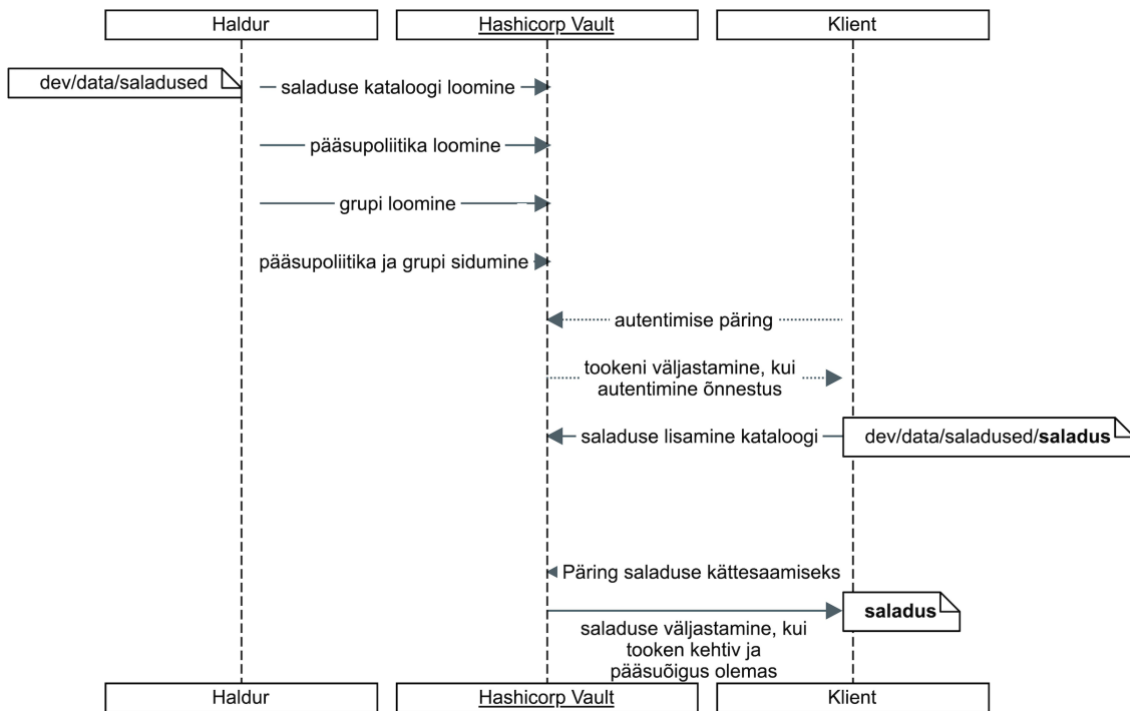 Haldur
Hashicorp Vault
Klient
dev/data/saladused
saladuse kataloogi loomine
pääsupoliitika loomine
grupi loomine
pääsupoliitika ja grupi sidumine
autentimise päring
tookeni väljastamine, kui
autentimine õnnestus
saladuse lisamine kataloogi
dev/data/saladused/saladus
Päring saladuse kättesaamiseks
saladus
saladuse väljastamine, kui
tooken kehtiv ja
pääsuõigus olemas
Haldur
Hashicorp Vault
Klient